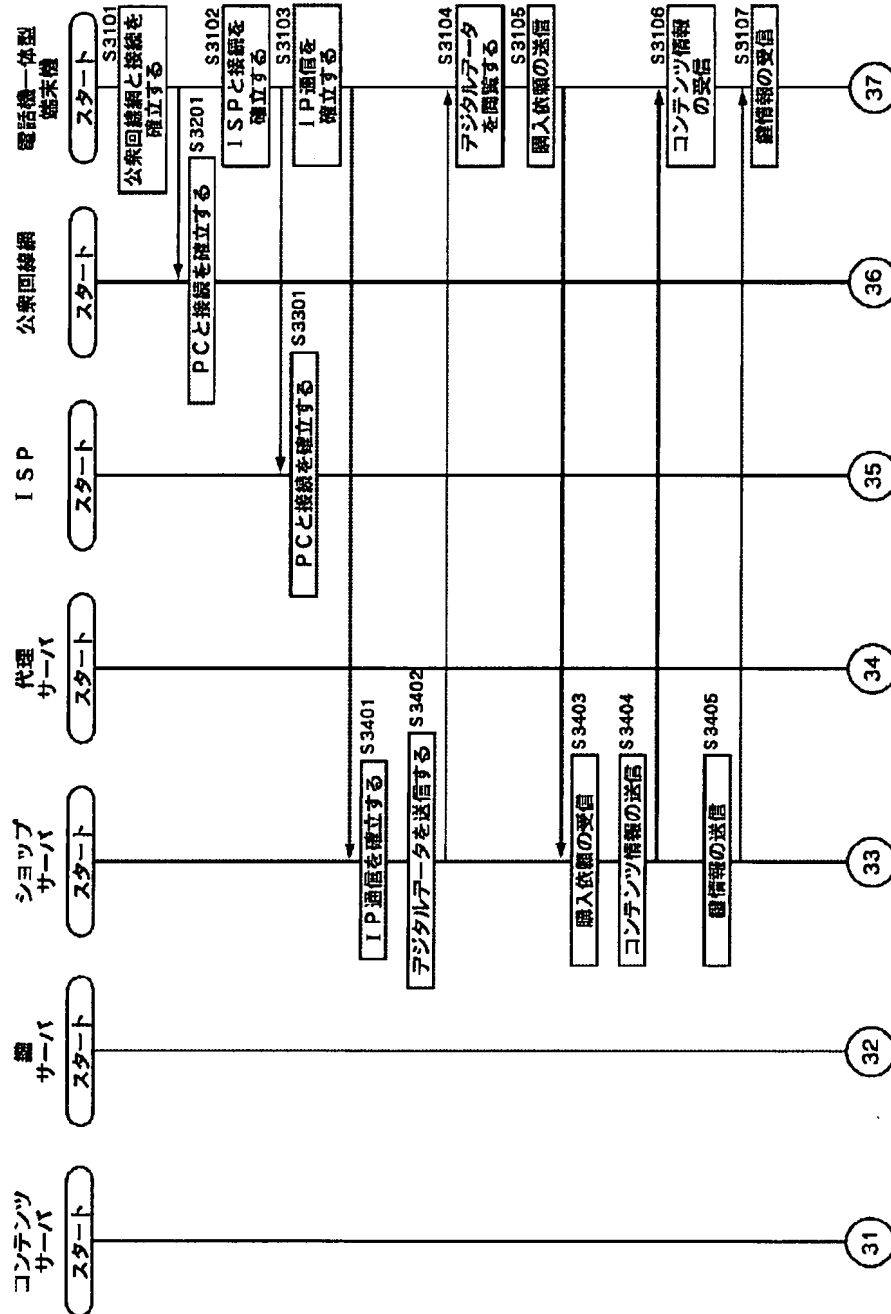 コンテンツ
サーバ
スタート
鍵
サーバ
スタート
ショップ
サーバ
スタート
代理
サーバ
スタート
ISP
スタート
公衆回線網
スタート
電話機一体型
端末機
スタート
S3101
公衆回線網と接続を
確立する
S3201
PCと接続を確立する
S3102
ISPと接続を
確立する
S3301
PCと接続を確立する
S3103
IP通信を
確立する
S3401
IP通信を確立する
S3402
デジタルデータを送信する
S3104
デジタルデータ
を閲覧する
S3105
購入依頼の送信
S3403
購入依頼の受信
S3404
コンテンツ情報の送信
S3106
コンテンツ情報
の受信
S3405
鍵情報の送信
S3107
鍵情報の受信
31
32
33
34
35
36
37